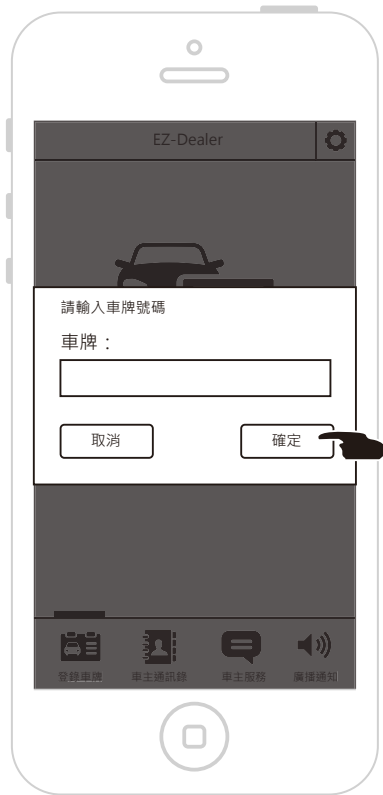 EZ-Dealer
請輸入車牌號碼
車牌：
取消
確定
登錄車牌
車主通訊錄
車主服務
廣播通知